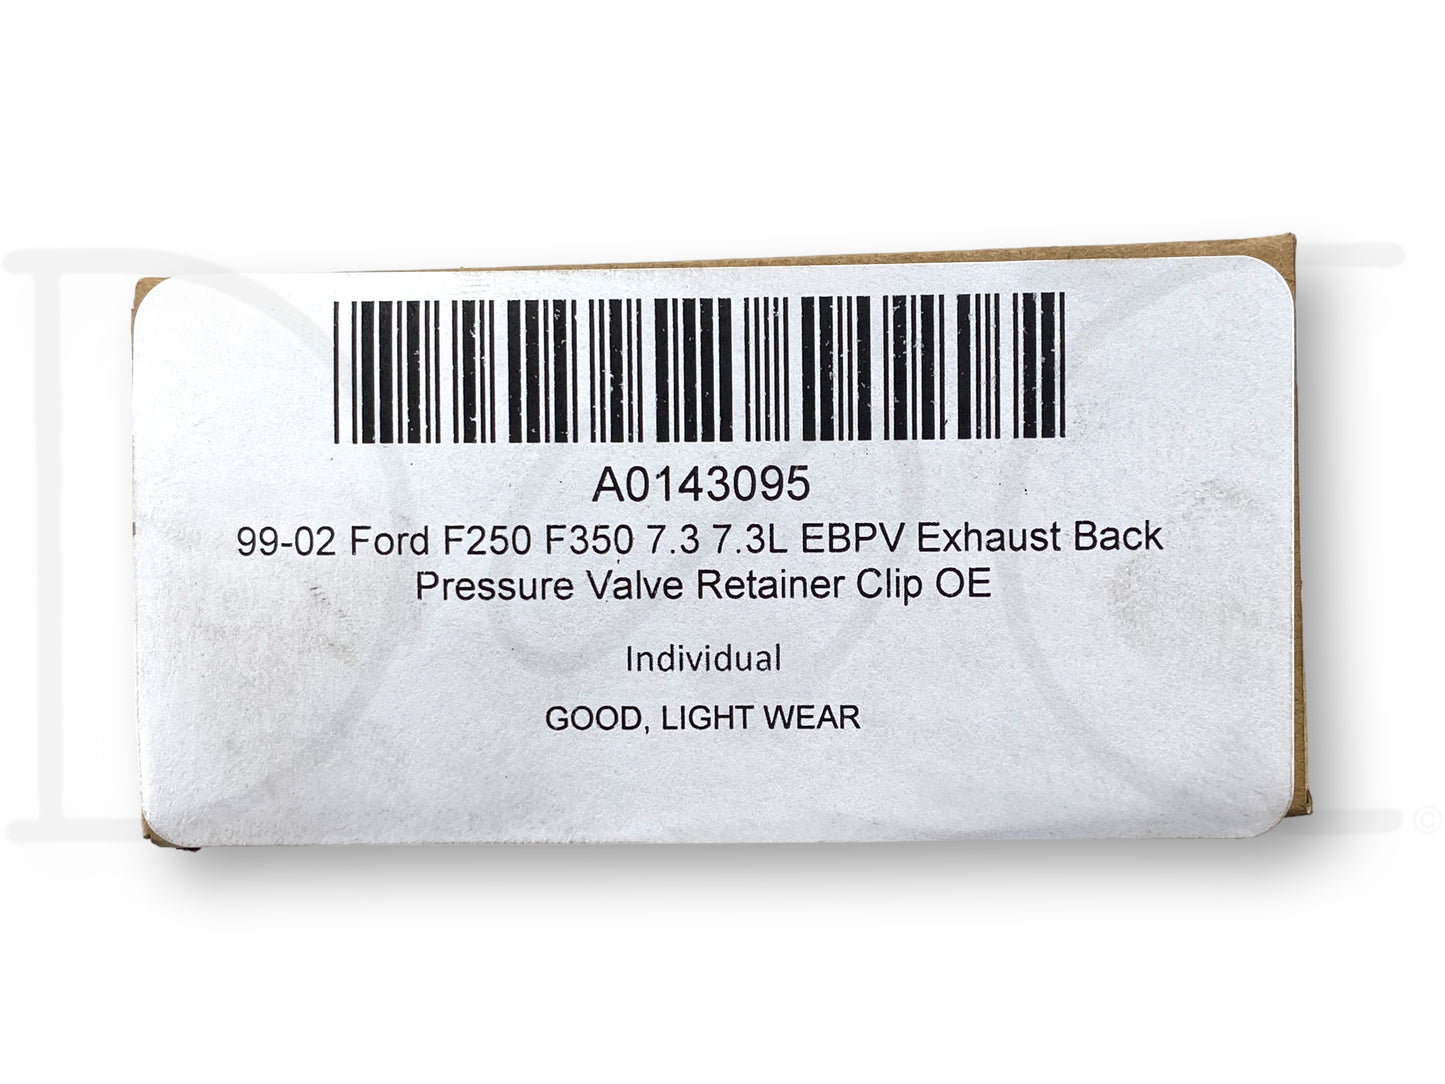 A0143095
99-02 Ford F250 F350 7.3 7.3L EBPV Exhaust Back
Pressure Valve Retainer Clip OE
Individual
GOOD, LIGHT WEAR
©